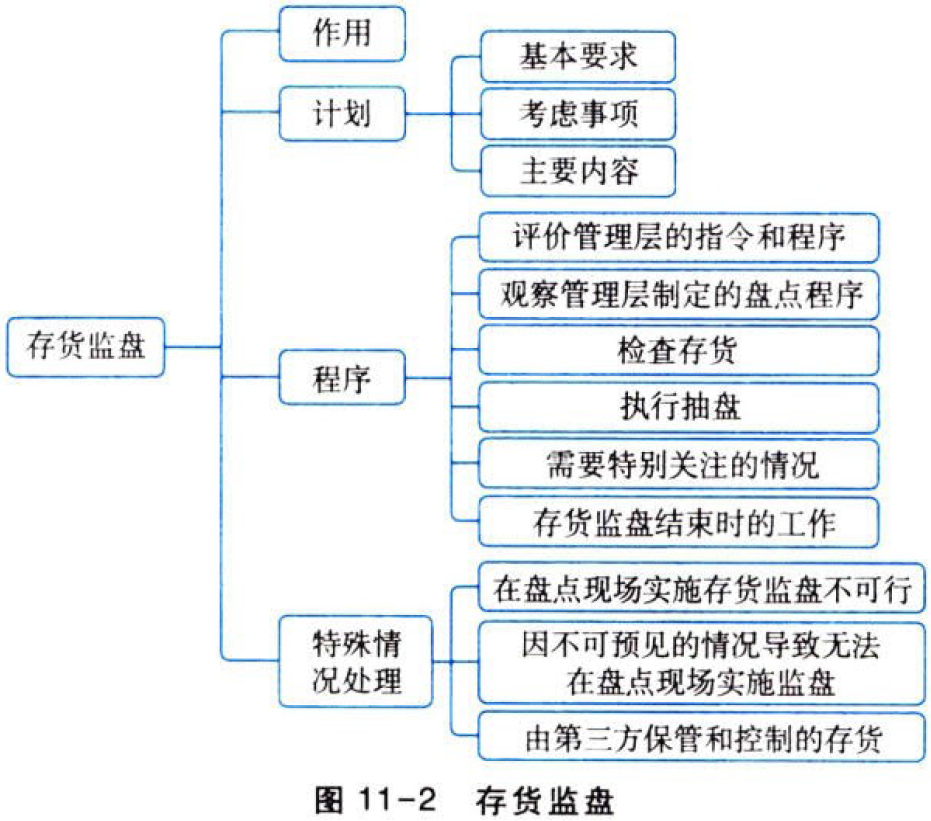 存货监盘
作用
计划
基本要求
考虑事项
主要内容
程序
评价管理层的指令和程序
观察管理层制定的盘点程序
检查存货
执行抽盘
需要特别关注的情况
存货监盘结束时的工作
特殊情
况处理
在盘点现场实施存货监盘不可行
因不可预见的情况导致无法
在盘点现场实施监盘
由第三方保管和控制的存货
图 11-2 存货监盘